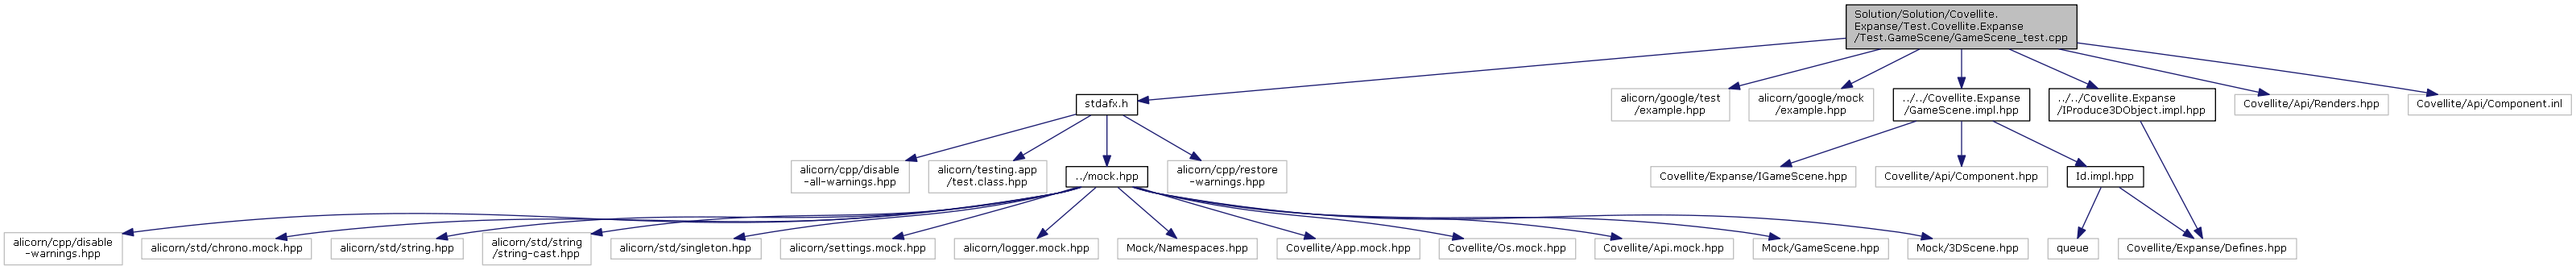 Solution/Solution/Covellite.
Expanse/Test.Covellite.Expanse
/Test.GameScene/GameScene_test.cpp
stdafx.h
alicorn/google/test
/example.hpp
alicorn/google/mock
/example.hpp
../../Covellite.Expanse
/GameScene.impl.hpp
../../Covellite.Expanse
/IProduce3DObject.impl.hpp
Covellite/Api/Renders.hpp
Covellite/Api/Component.inl
alicorn/cpp/disable
-all-warnings.hpp
alicorn/testing.app
/test.class.hpp
../mock.hpp
alicorn/cpp/restore
-warnings.hpp
Covellite/Expanse/IGameScene.hpp
Covellite/Api/Component.hpp
Id.impl.hpp
alicorn/cpp/disable
-warnings.hpp
alicorn/std/chrono.mock.hpp
alicorn/std/string.hpp
alicorn/std/string
/string-cast.hpp
alicorn/std/singleton.hpp
alicorn/settings.mock.hpp
alicorn/logger.mock.hpp
Mock/Namespaces.hpp
Covellite/App.mock.hpp
Covellite/Os.mock.hpp
Covellite/Api.mock.hpp
Mock/GameScene.hpp
Mock/3DScene.hpp
queue
Covellite/Expanse/Defines.hpp